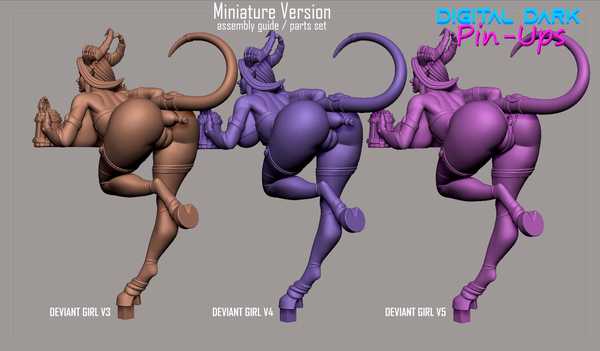 Miniature Version
assembly guide / parts set
DIGITAL DARK
Pin-Ups
DEVIANT GIRL V3
DEVIANT GIRL V4
DEVIANT GIRL V5